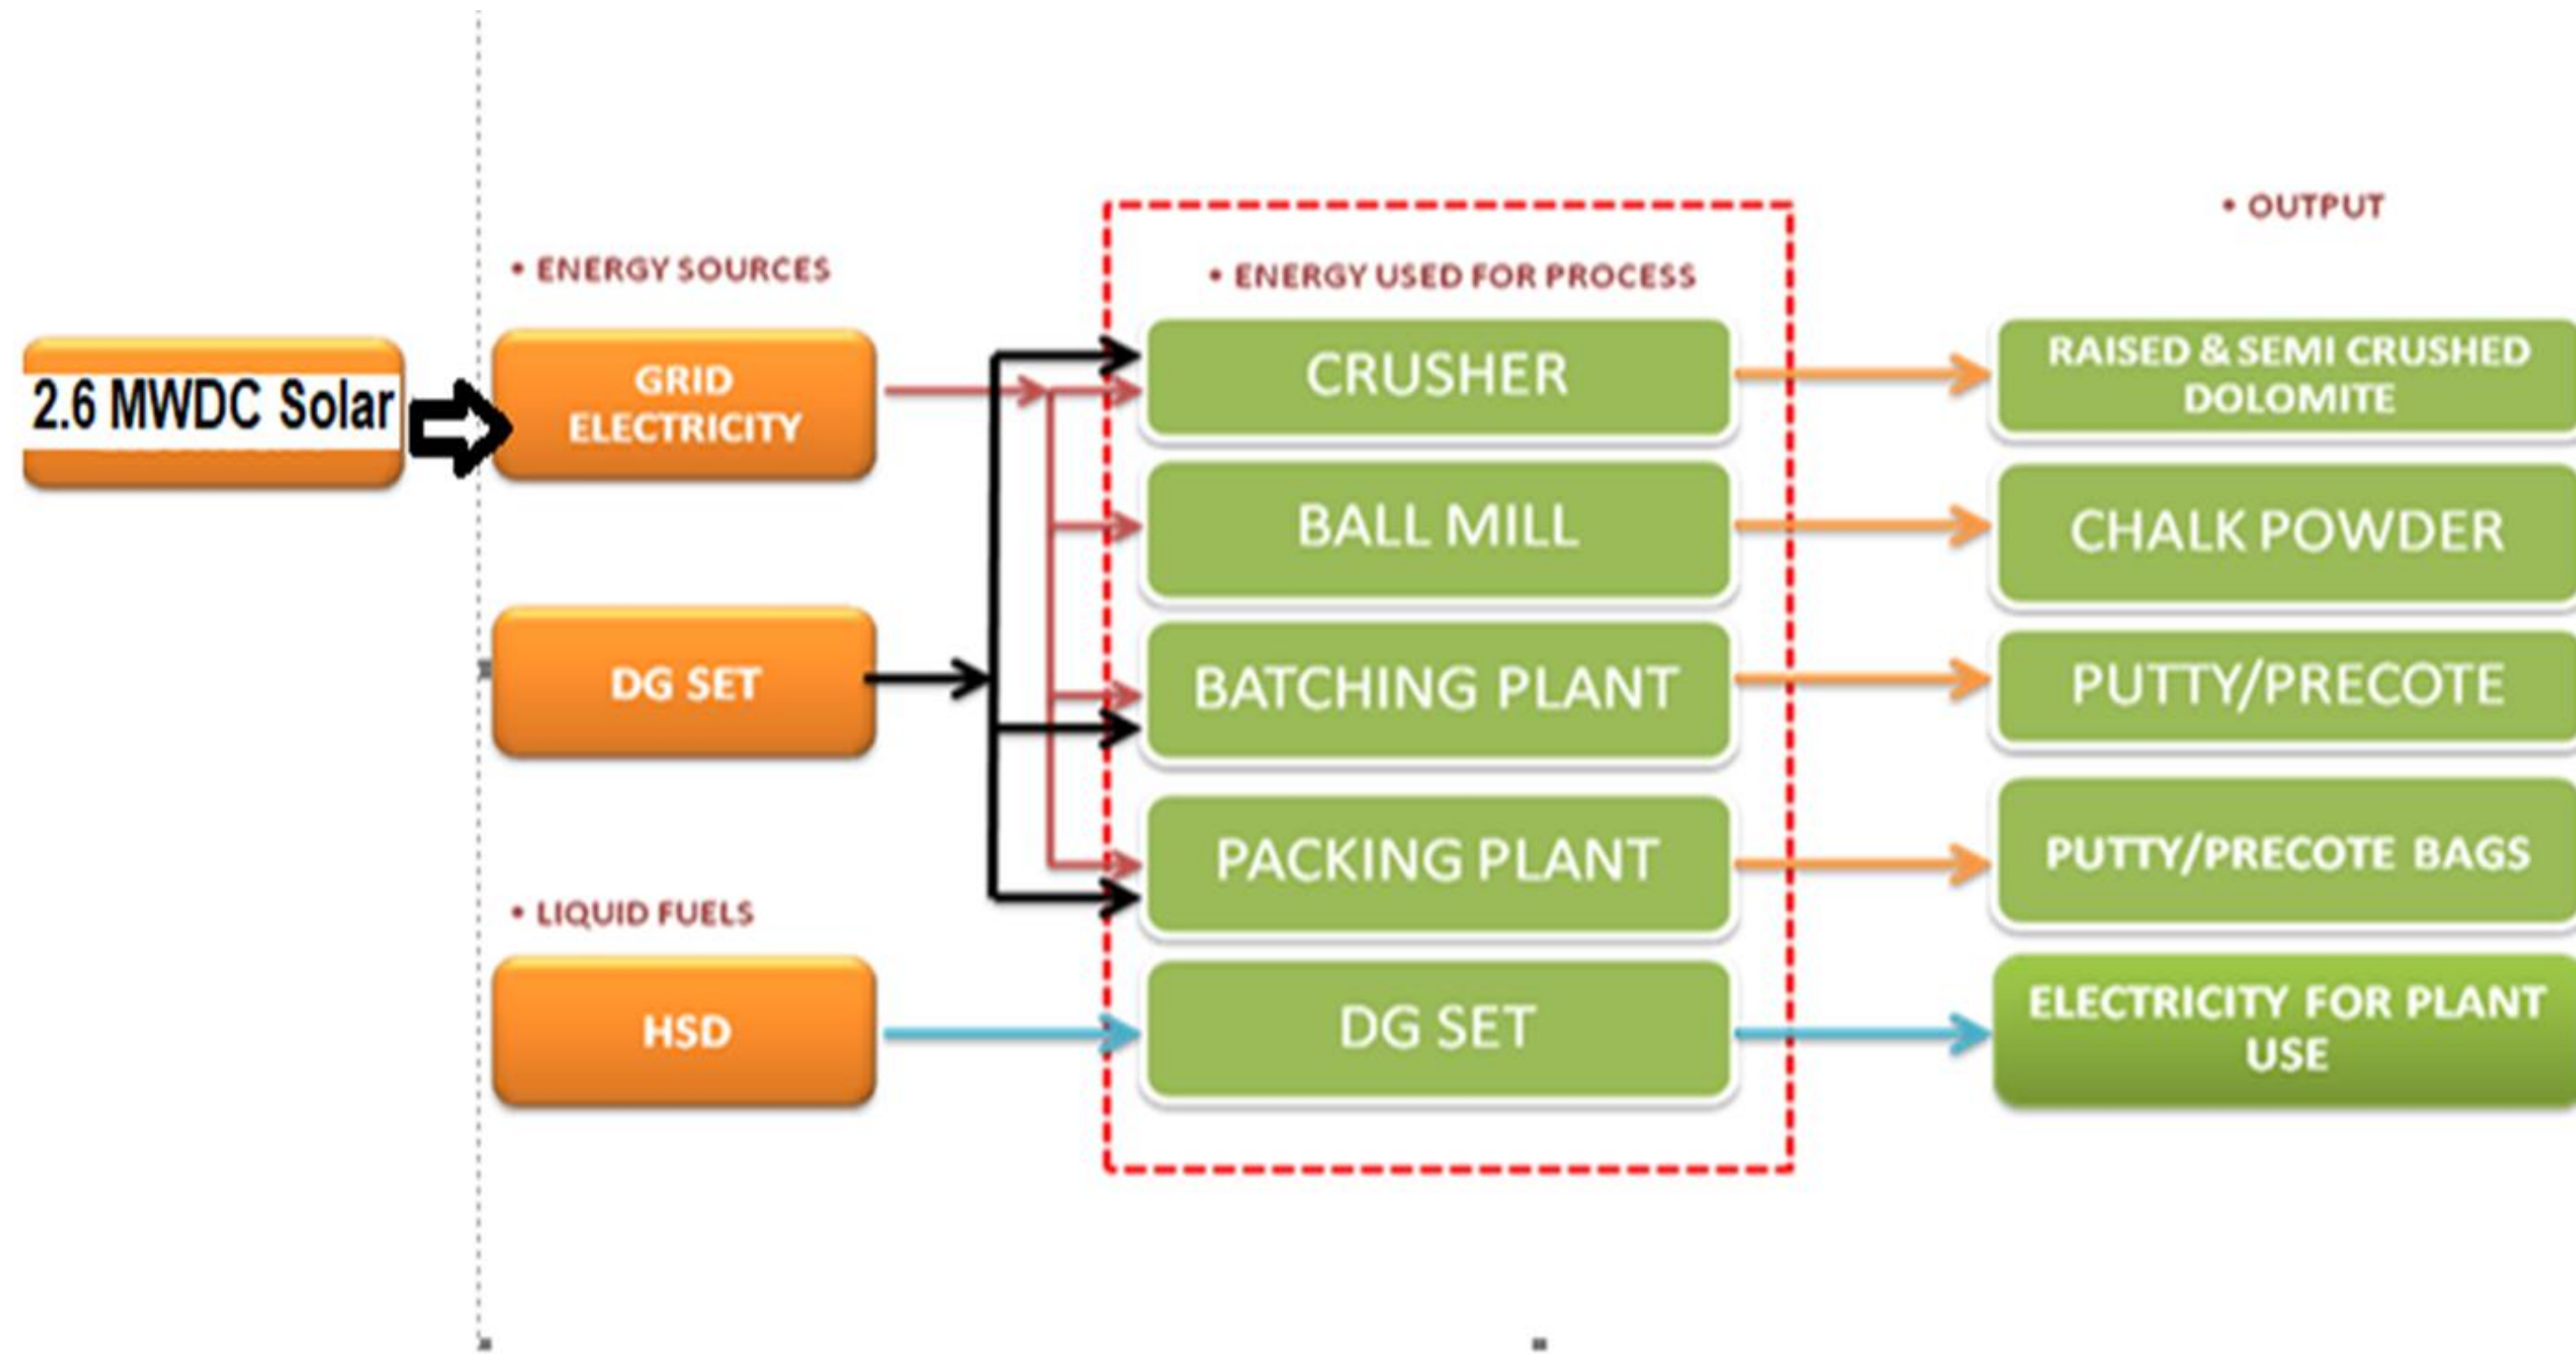 • OUTPUT
• ENERGY SOURCES
• ENERGY USED FOR PROCESS
2.6 MWDC Solar
GRID
ELECTRICITY
CRUSHER
RAISED & SEMI CRUSHED
DOLOMITE
BALL MILL
CHALK POWDER
DG SET
BATCHING PLANT
PUTTY/PRECOTE
PACKING PLANT
PUTTY/PRECOTE BAGS
• LIQUID FUELS
HSD
DG SET
ELECTRICITY FOR PLANT
USE